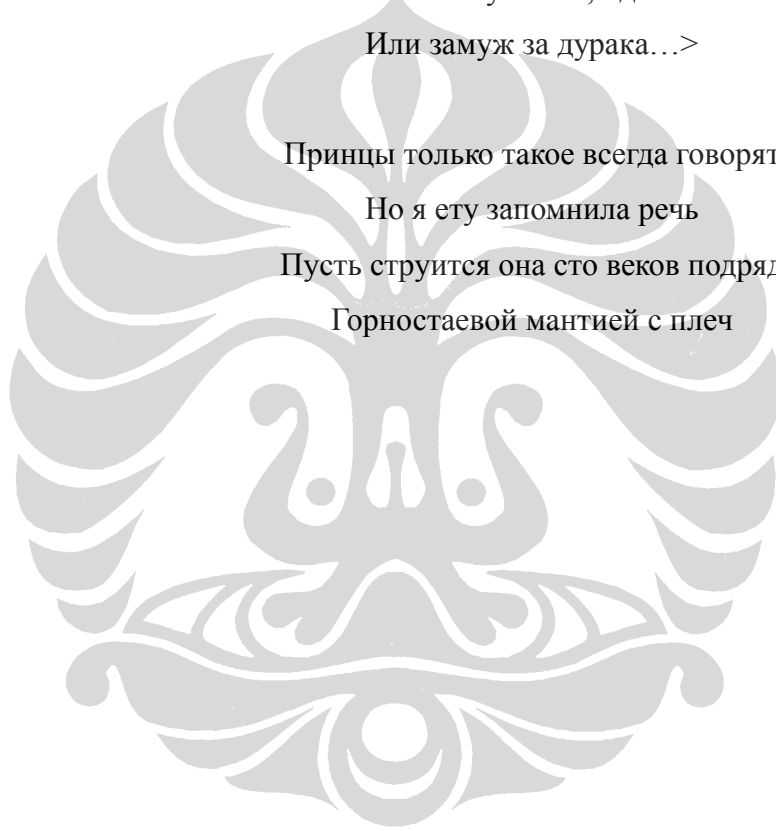 Или замуж за дурака…>
Принцы только такое всегда говорят
Но я ету запомнила речь
Пусть струится она сто веков подряд
Горностаевой мантией с плеч